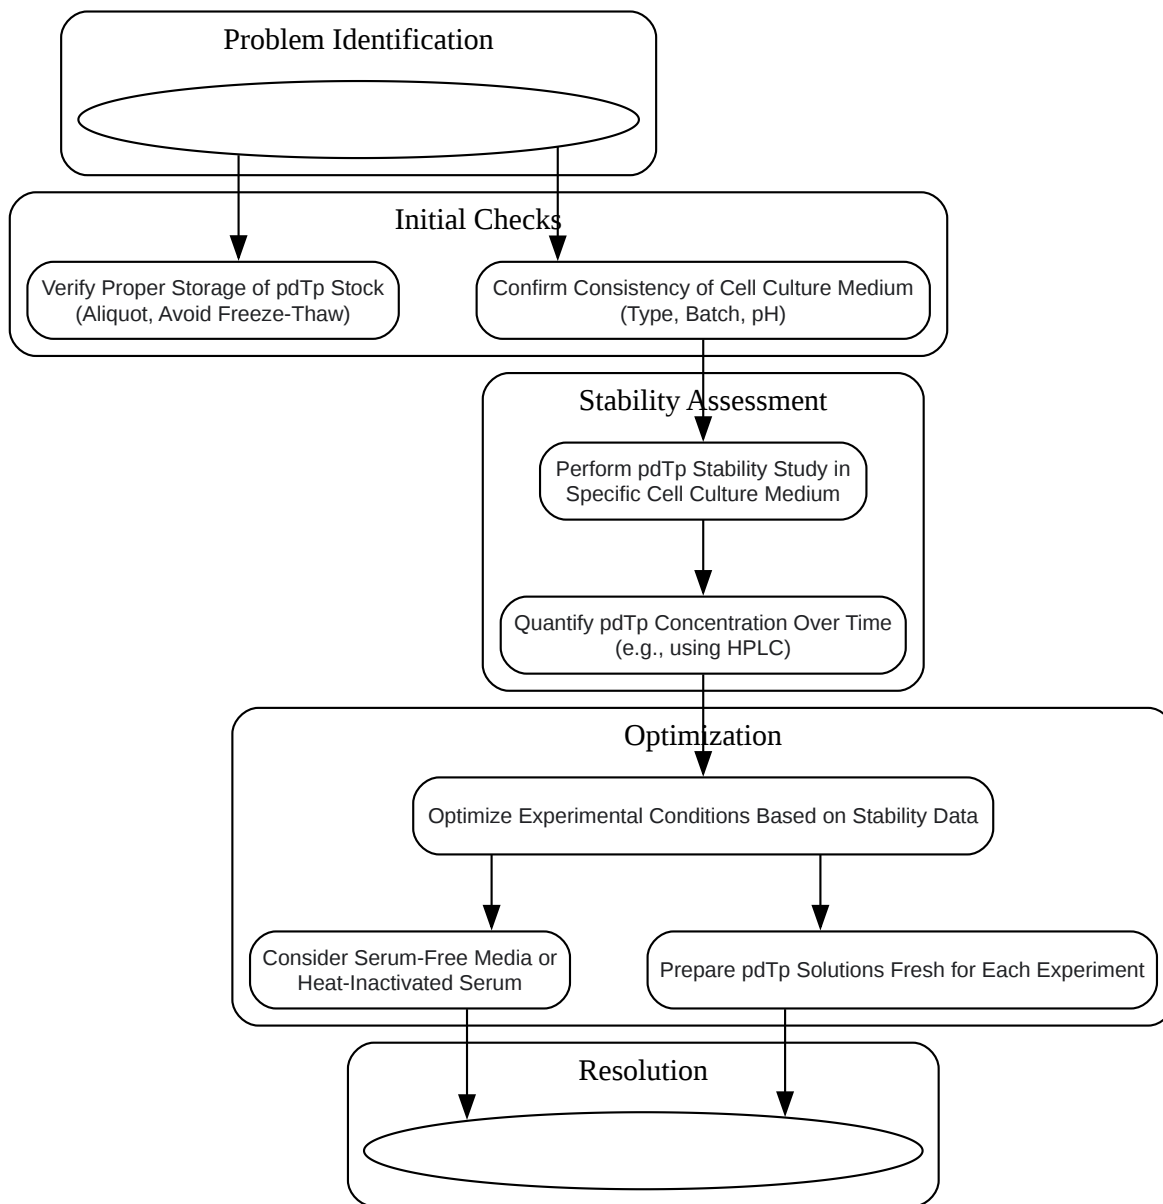 Problem Identification
Initial Checks
Verify Proper Storage of pdTp Stock
(Aliquot, Avoid Freeze-Thaw)
Confirm Consistency of Cell Culture Medium
(Type, Batch, pH)
Stability Assessment
Perform pdTp Stability Study in
Specific Cell Culture Medium
Quantify pdTp Concentration Over Time
(e.g., using HPLC)
Optimization
Optimize Experimental Conditions Based on Stability Data
Consider Serum-Free Media or
Heat-Inactivated Serum
Prepare pdTp Solutions Fresh for Each Experiment
Resolution